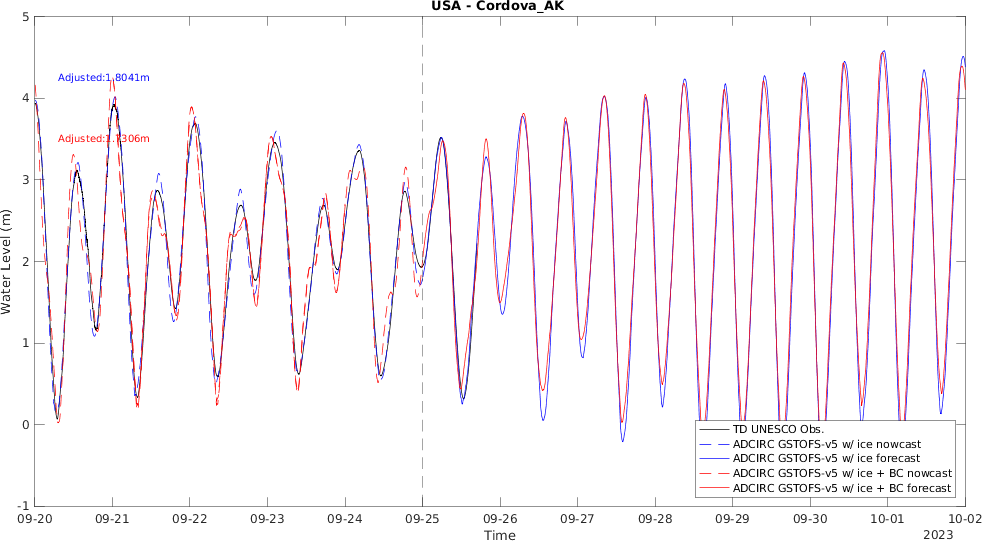 USA - Cordova_AK
5
4
3
2
1
0
-1
Water Level (m)
Adjusted:1.8041m
Adjusted:1.7306m
TD UNESCO Obs.
ADCIRC GSTOFS-v5 w/ ice nowcast
ADCIRC GSTOFS-v5 w/ ice forecast
ADCIRC GSTOFS-v5 w/ ice + BC nowcast
ADCIRC GSTOFS-v5 w/ ice + BC forecast
09-20 09-21 09-22 09-23 09-24 09-25 09-26 09-27 09-28 09-29 09-30 10-01 10-02
Time
2023